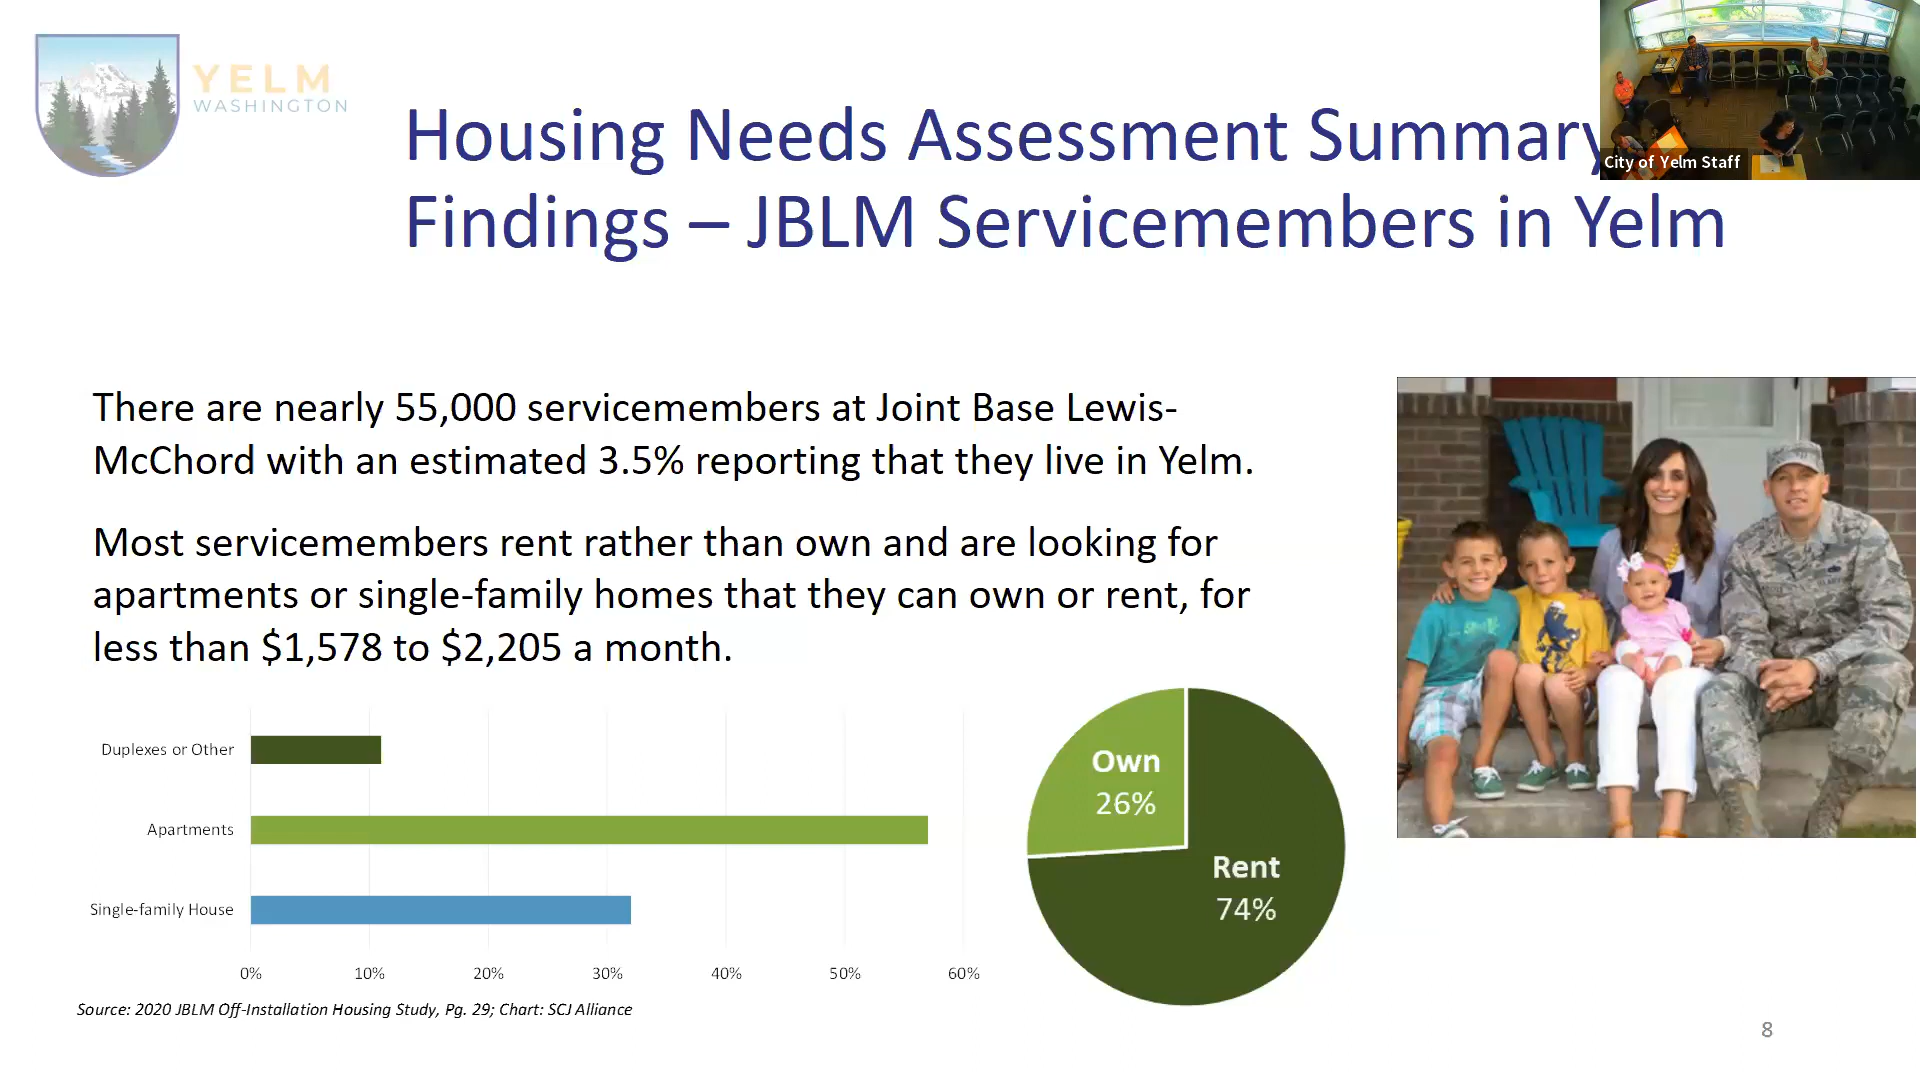 YELM
WASHINGTON
Housing Needs Assessment Summary
Findings – JBLM Servicemembers in Yelm
City of Yelm Staff
There are nearly 55,000 servicemembers at Joint Base Lewis-
McChord with an estimated 3.5% reporting that they live in Yelm.
Most servicemembers rent rather than own and are looking for
apartments or single-family homes that they can own or rent, for
less than $1,578 to $2,205 a month.
Duplexes or Other
Apartments
Single-family House
0% 10% 20% 30% 40% 50% 60%
Own
26%
Rent
74%
Source: 2020 JBLM Off-Installation Housing Study, Pg. 29; Chart: SCJ Alliance
8